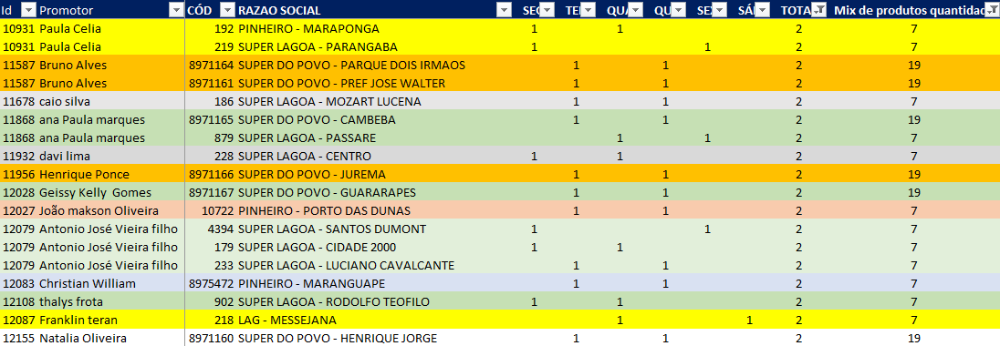 Id Promotor CÓD RAZAO SOCIAL SEG TER QUA QUI SEX SÁB TOTAL Mix de produtos quantidad
10931 Paula Celia 192 PINHEIRO - MARAPONGA 1 1 2 7
10931 Paula Celia 219 SUPER LAGOA - PARANGABA 1 1 2 7
11587 Bruno Alves 8971164 SUPER DO POVO - PARQUE DOIS IRMAOS 1 1 2 19
11587 Bruno Alves 8971161 SUPER DO POVO - PREF JOSE WALTER 1 1 2 19
11678 caio silva 186 SUPER LAGOA - MOZART LUCENA 1 1 2 7
11868 ana Paula marques 8971165 SUPER DO POVO - CAMBEBA 1 1 2 19
11868 ana Paula marques 879 SUPER LAGOA - PASSARE 1 1 2 7
11932 davi lima 228 SUPER LAGOA - CENTRO 1 1 2 7
11956 Henrique Ponce 8971166 SUPER DO POVO - JUREMA 1 1 2 19
12028 Geissy Kelly  Gomes 8971167 SUPER DO POVO - GUARARAPES 1 1 2 19
12027 João makson Oliveira 10722 PINHEIRO - PORTO DAS DUNAS 1 1 2 7
12079 Antonio José Vieira filho 4394 SUPER LAGOA - SANTOS DUMONT 1 1 2 7
12079 Antonio José Vieira filho 179 SUPER LAGOA - CIDADE 2000 1 1 2 7
12079 Antonio José Vieira filho 233 SUPER LAGOA - LUCIANO CAVALCANTE 1 1 2 7
12083 Christian William 8975472 PINHEIRO - MARANGUAPE 1 1 2 7
12108 thalys frota 902 SUPER LAGOA - RODOLFO TEOFILO 1 1 2 7
12087 Franklin teran 218 LAG - MESSEJANA 1 1 2 7
12155 Natalia Oliveira 8971160 SUPER DO POVO - HENRIQUE JORGE 1 1 2 19